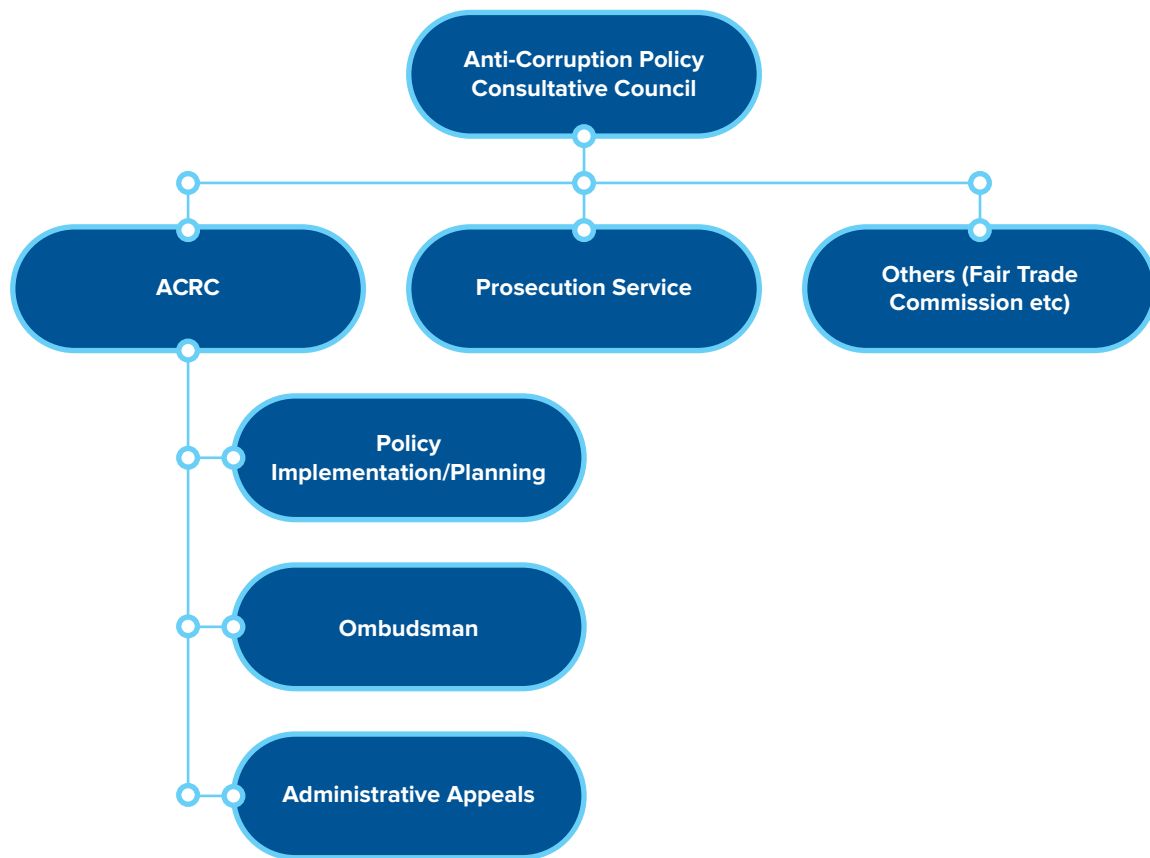 Anti-Corruption Policy
Consultative Council
ACRC
Prosecution Service
Others (Fair Trade
Commission etc)
Policy
Implementation/Planning
Ombudsman
Administrative Appeals